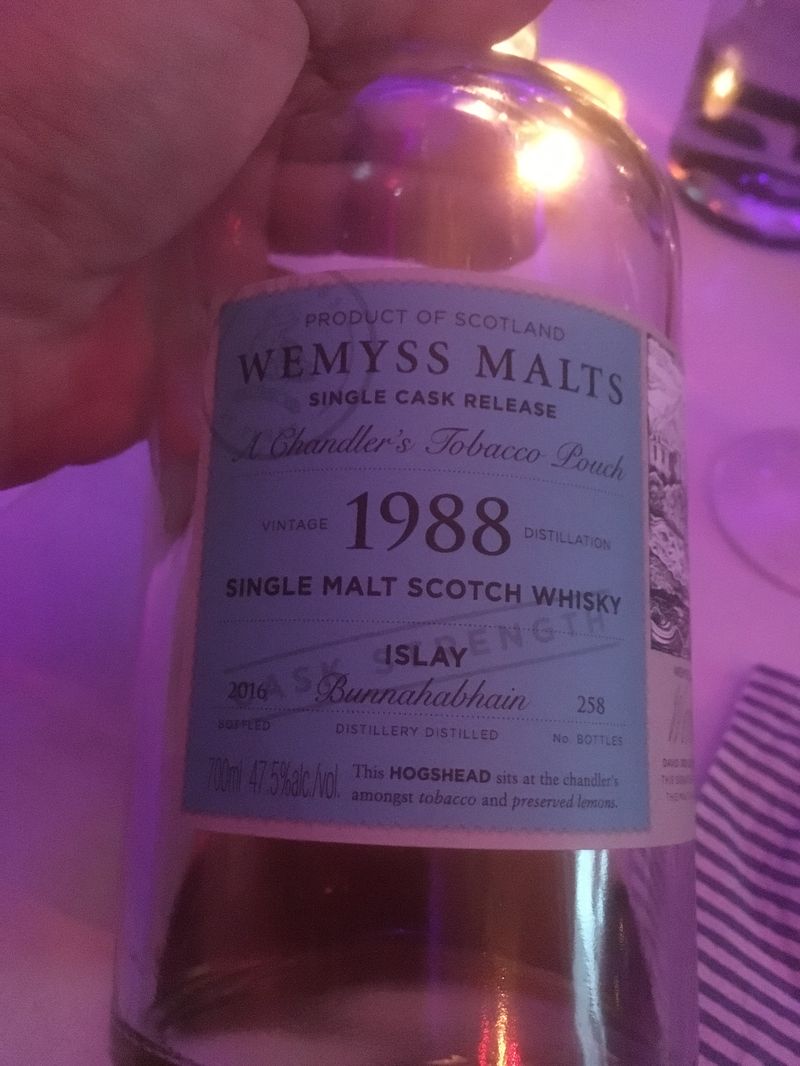 PRODUCT OF SCOTLAND
WEMYSS MALTS
SINGLE CASK RELEASE
A Chandler's Tobacco Pouch
VINTAGE 1988 DISTILLATION
SINGLE MALT SCOTCH WHISKY
CASK STRENGTH
ISLAY
2016 Bunnahabhain 258
BOTTLED DISTILLERY DISTILLED No. BOTTLES
700ml 47.5%alc./vol. This HOGSHEAD sits at the chandler's
amongst tobacco and preserved lemons.